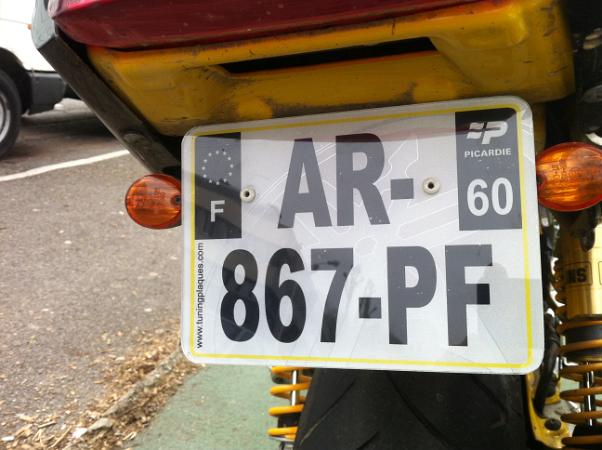 AR-
F
P
PICARDIE
60
867-PF
www.tuningplaques.com